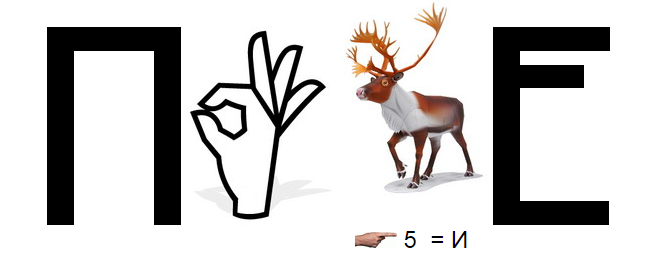 П Е
5 = И